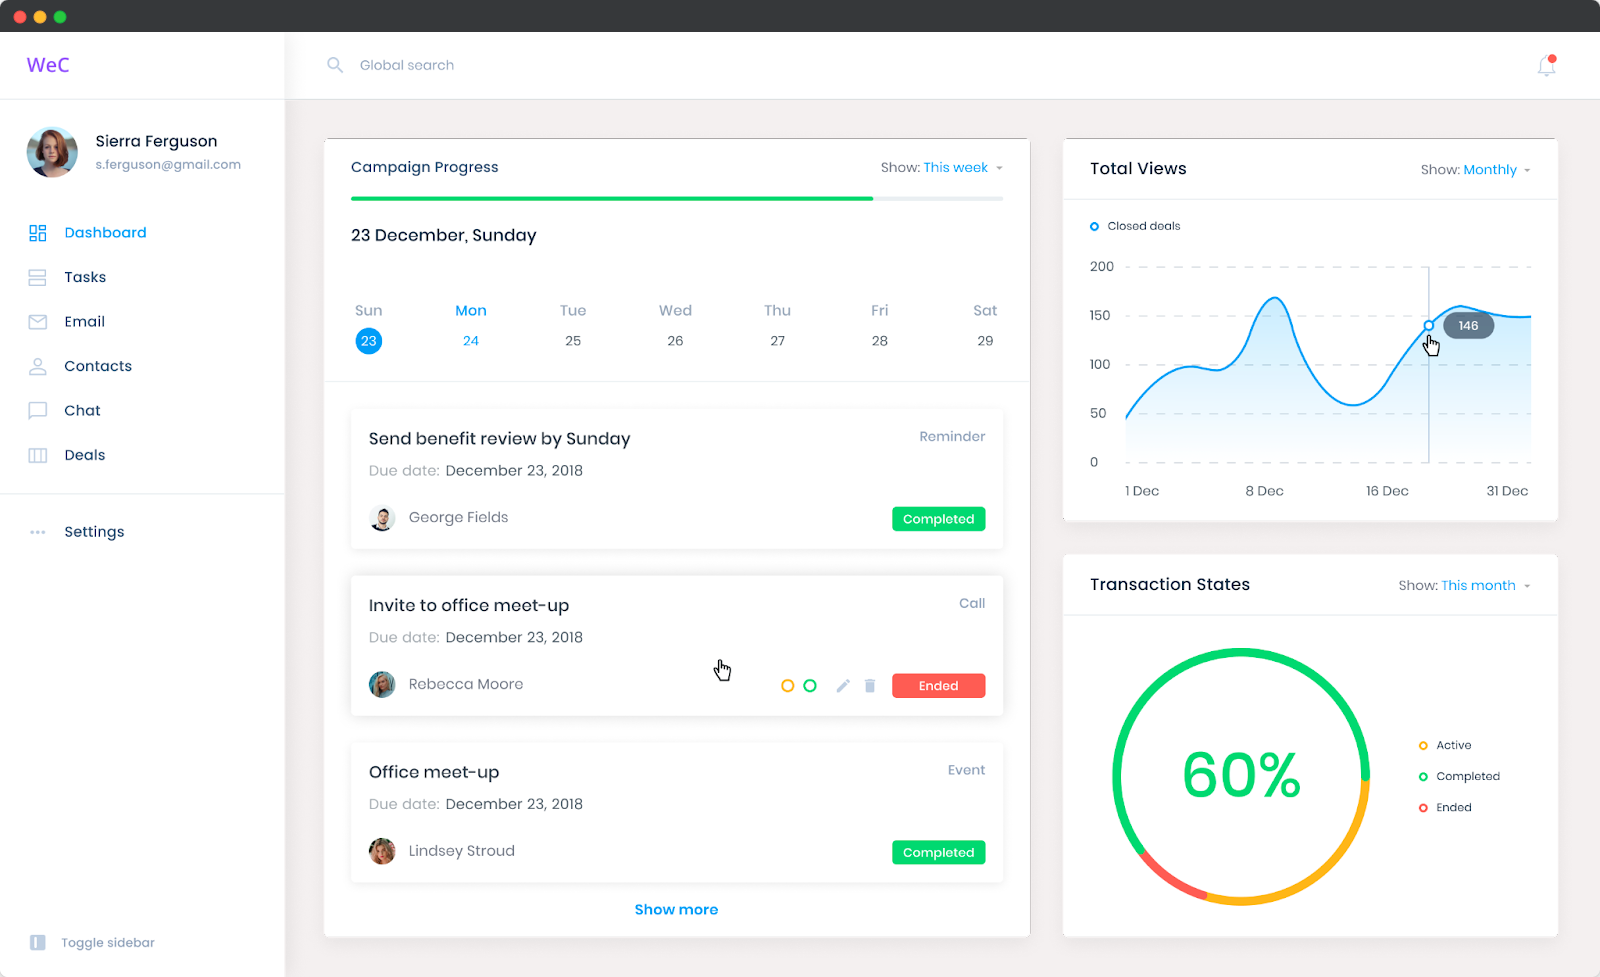 WeC
Global search
Sierra Ferguson
s.ferguson@gmail.com
Dashboard
Tasks
Email
Contacts
Chat
Deals
Settings
Toggle sidebar
Campaign Progress
Show: This week
23 December, Sunday
Sun Mon Tue Wed Thu Fri Sat
23 24 25 26 27 28 29
Send benefit review by Sunday
Reminder
Due date: December 23, 2018
George Fields
Completed
Invite to office meet-up
Call
Due date: December 23, 2018
Rebecca Moore
Ended
Office meet-up
Event
Due date: December 23, 2018
Lindsey Stroud
Completed
Show more
Total Views
Show: Monthly
Closed deals
200
150
146
100
50
0
1 Dec 8 Dec 16 Dec 31 Dec
Transaction States
Show: This month
60%
Active
Completed
Ended